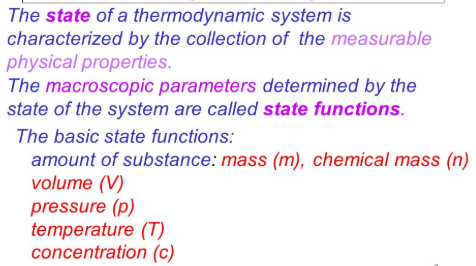 The state of a thermodynamic system is
characterized by the collection of the measurable
physical properties.
The macroscopic parameters determined by the
state of the system are called state functions.
The basic state functions:
amount of substance: mass (m), chemical mass (n)
volume (V)
pressure (p)
temperature (T)
concentration (c)